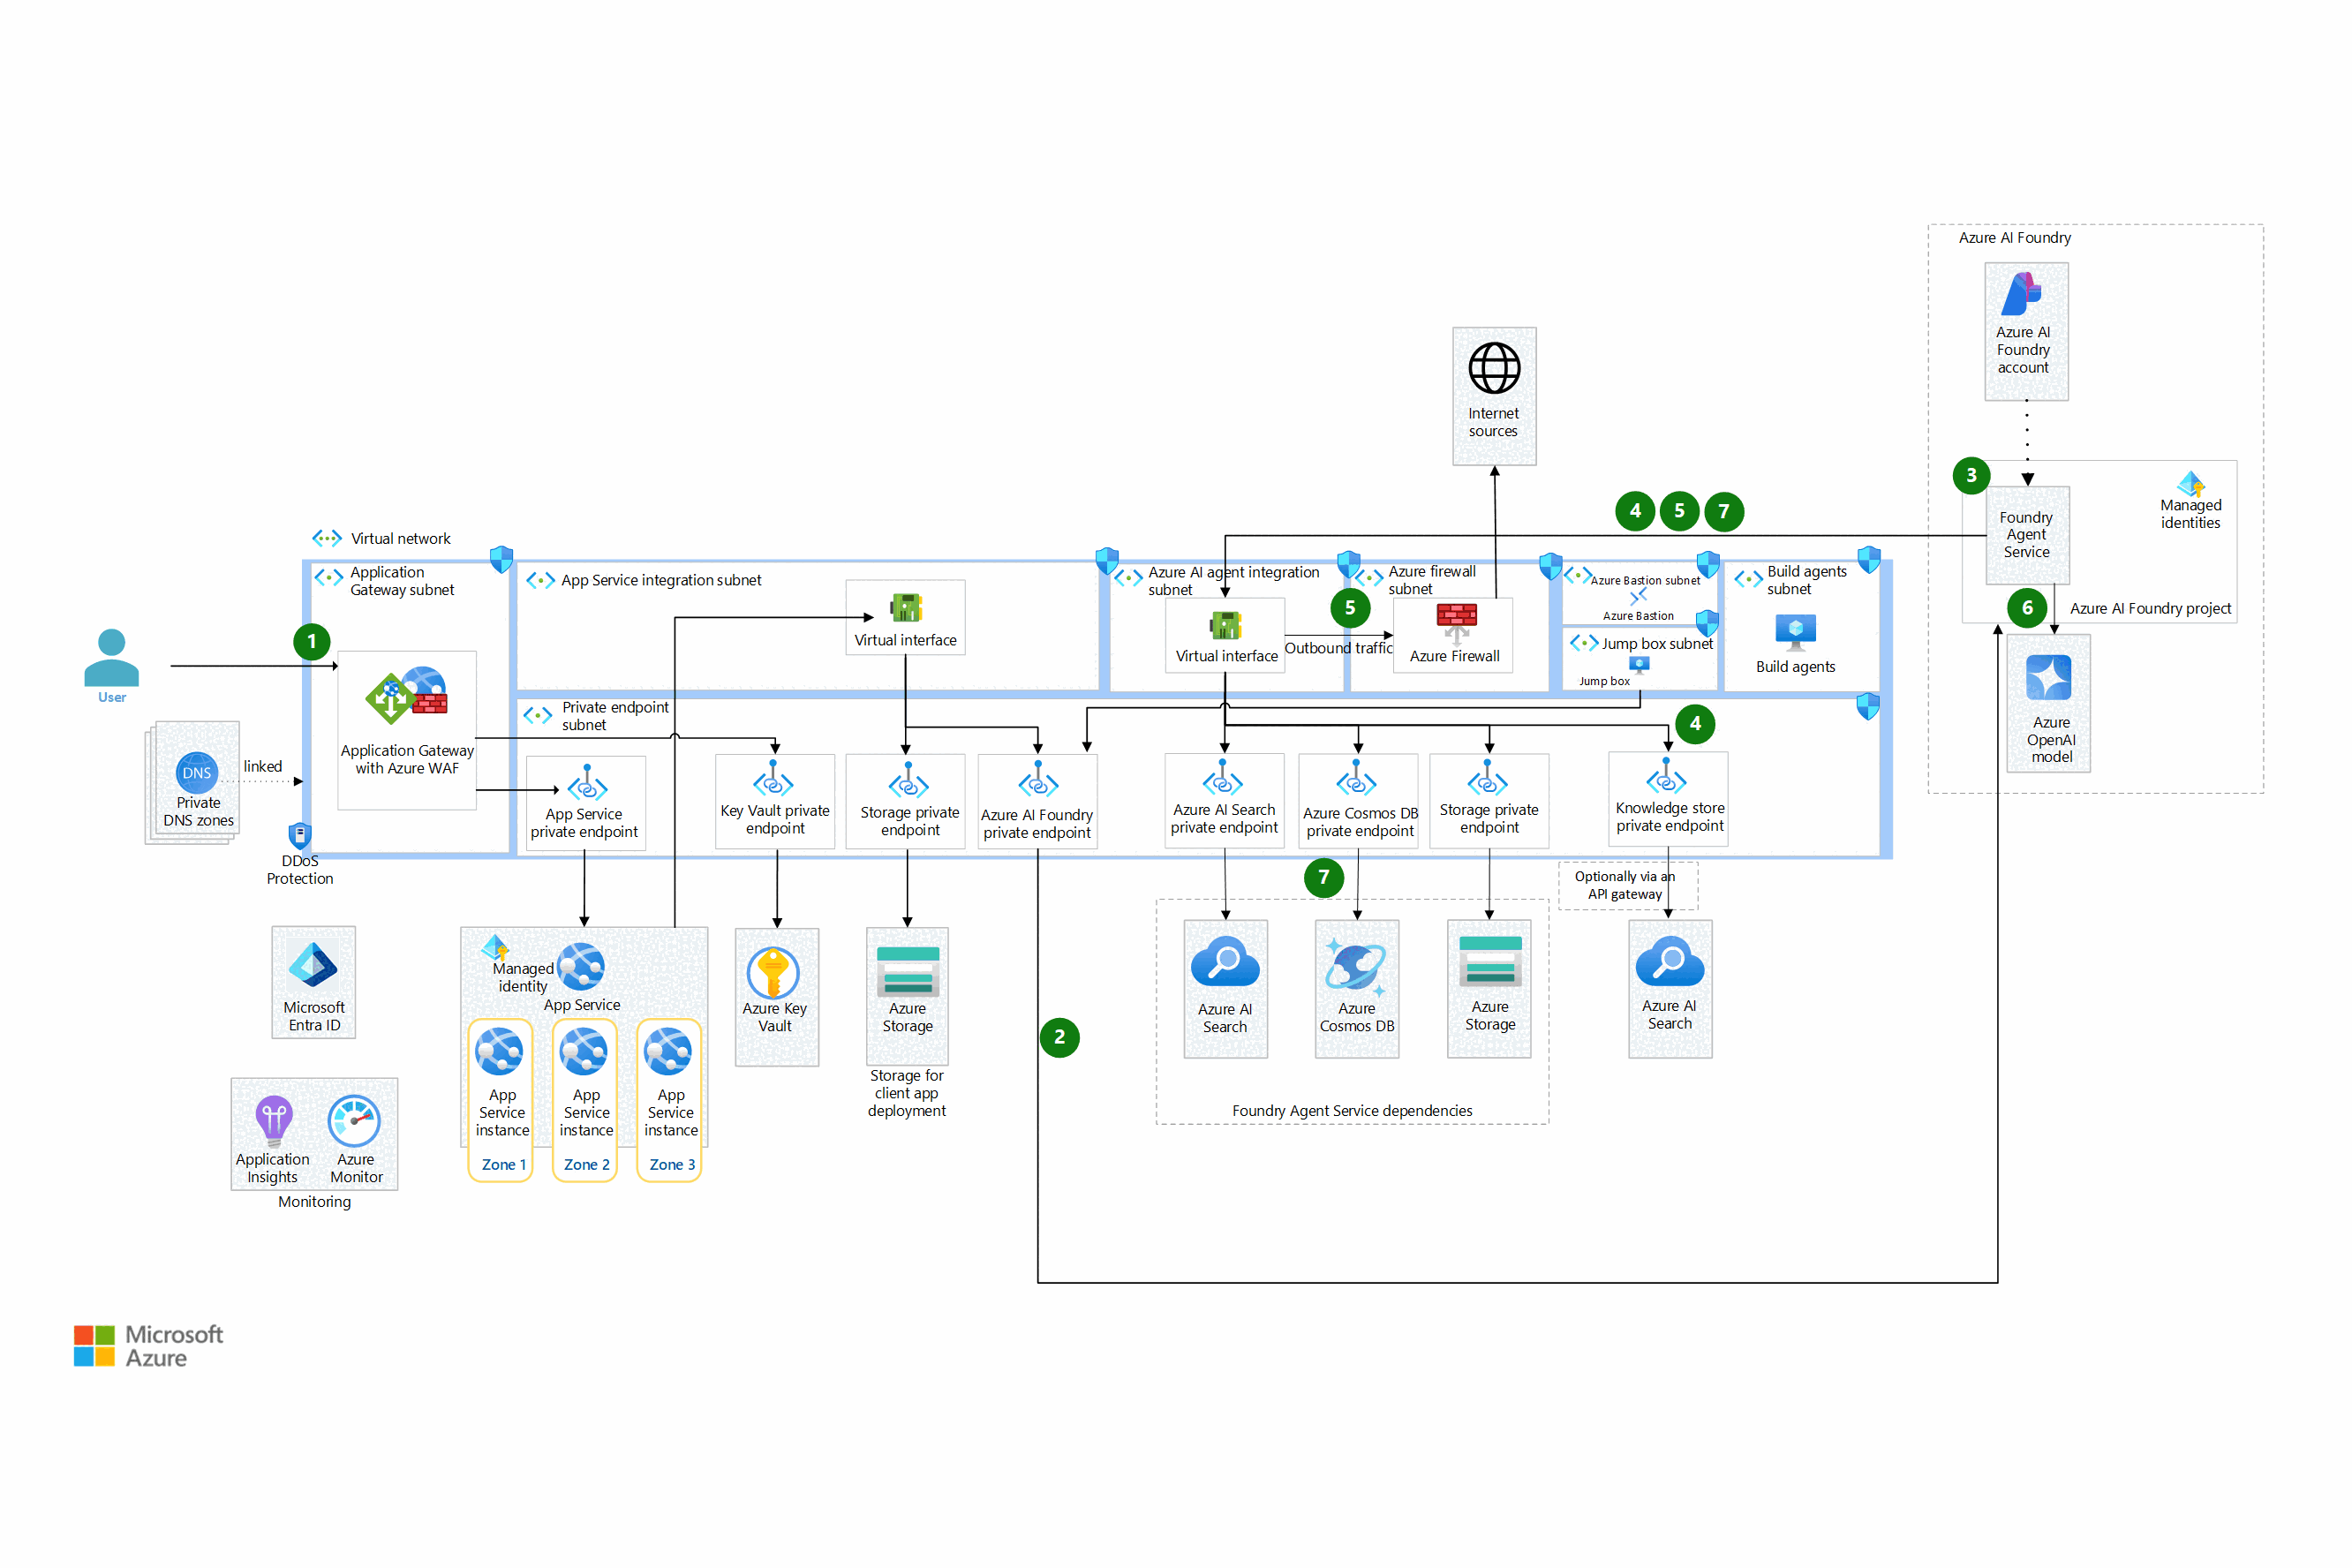 Azure AI Foundry
Azure AI
Foundry
account
Internet
sources
3
Managed
identities
4 5 7
Foundry
Agent
Service
Virtual network
Application
Gateway subnet
App Service integration subnet
Azure AI agent integration
subnet
Azure firewall
subnet
Azure Bastion subnet
Azure Bastion
Build agents
subnet
5
6
Azure AI Foundry project
1
Virtual interface
Virtual interface
Outbound traffic
Azure Firewall
Jump box subnet
Jump box
Build agents
User
Private endpoint
subnet
4
Azure
OpenAI
model
Application Gateway
with Azure WAF
linked
DNS
Private
DNS zones
App Service
private endpoint
Key Vault private
endpoint
Storage private
endpoint
Azure AI Foundry
private endpoint
Azure AI Search
private endpoint
Azure Cosmos DB
private endpoint
Storage private
endpoint
Knowledge store
private endpoint
DDoS
Protection
7
Optionally via an
API gateway
Microsoft
Entra ID
Managed
identity
App Service
Azure Key
Vault
Azure
Storage
Storage for
client app
deployment
2
Azure AI
Search
Azure
Cosmos DB
Azure
Storage
Azure AI
Search
Foundry Agent Service dependencies
App
Service
instance
Zone 1
App
Service
instance
Zone 2
App
Service
instance
Zone 3
Application
Insights
Azure
Monitor
Monitoring
Microsoft
Azure